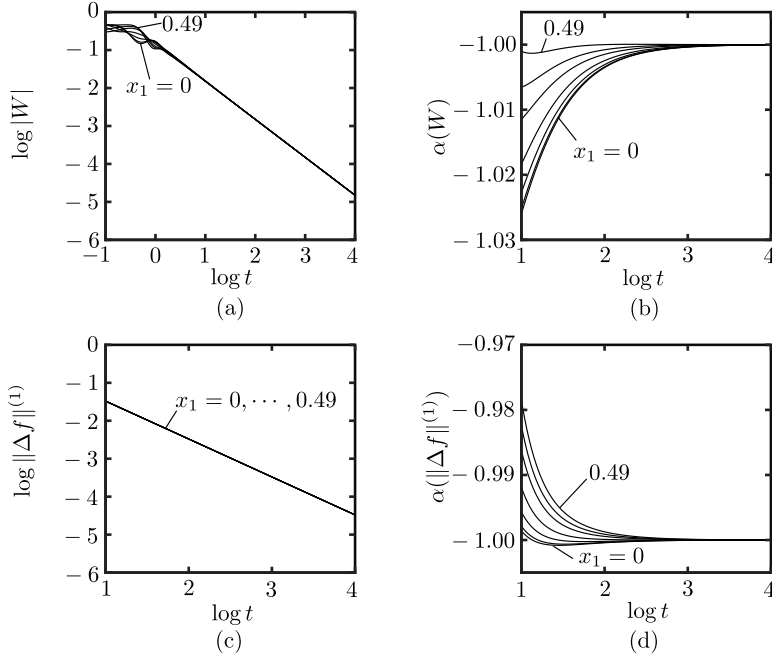 0
−1
−2
−3
−4
−5
−6
−1
0
1
2
3
4
log |W|
log t
0.49
x₁ = 0
(a)
−1.00
−1.01
−1.02
−1.03
1
2
3
4
α(W)
log t
0.49
x₁ = 0
(b)
0
−1
−2
−3
−4
−5
−6
1
2
3
4
log ‖Δf‖⁽¹⁾
log t
x₁ = 0, ⋯ , 0.49
(c)
−0.97
−0.98
−0.99
−1.00
1
2
3
4
α(‖Δf‖⁽¹⁾)
log t
0.49
x₁ = 0
(d)